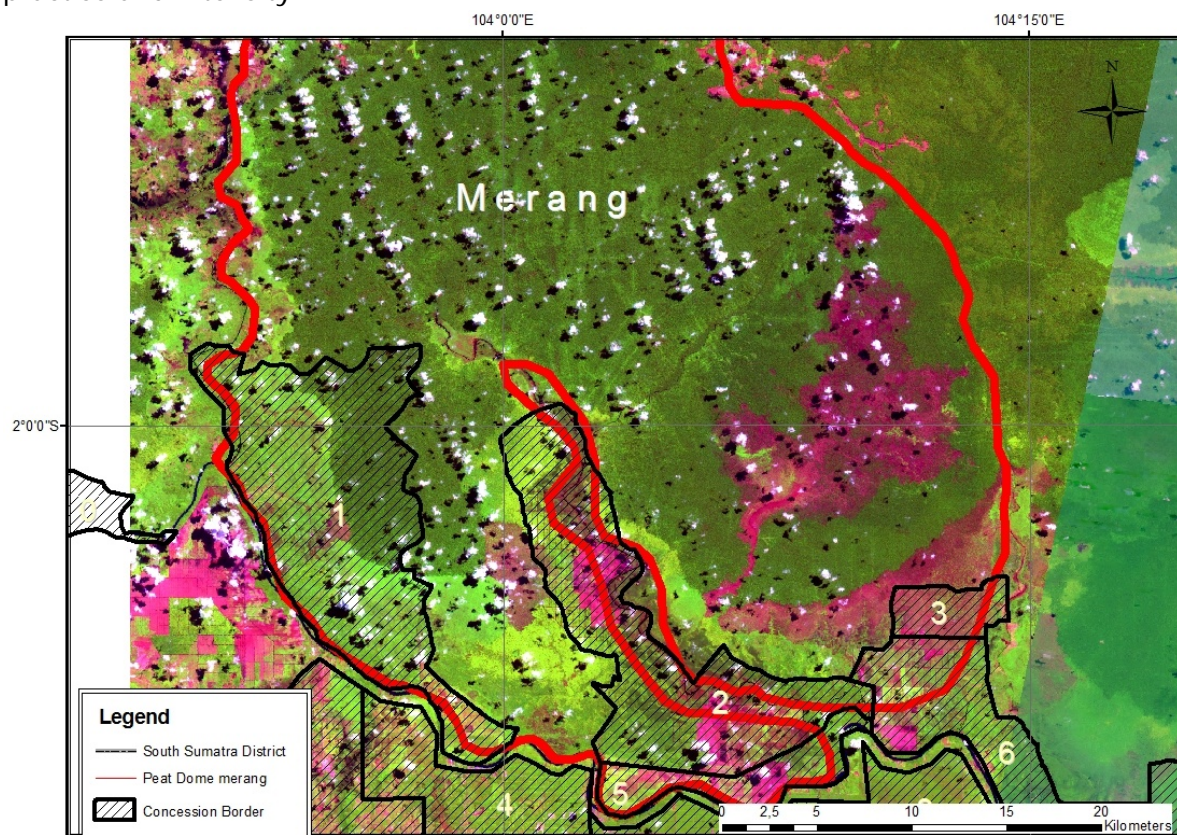 104°0'0"E
104°15'0"E
N
Merang
2°0'0"S
1
3
2
6
5
4
Legend
South Sumatra District
Peat Dome merang
Concession Border
0 2,5 5 10 15 20
Kilometers